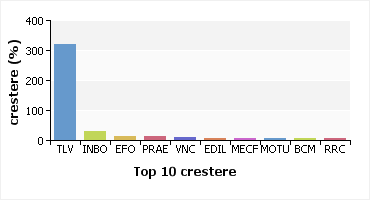 crestere (%)
400
300
200
100
0
TLV INBO EFO PRAE VNC EDIL MECF MOTU BCM RRC
Top 10 crestere